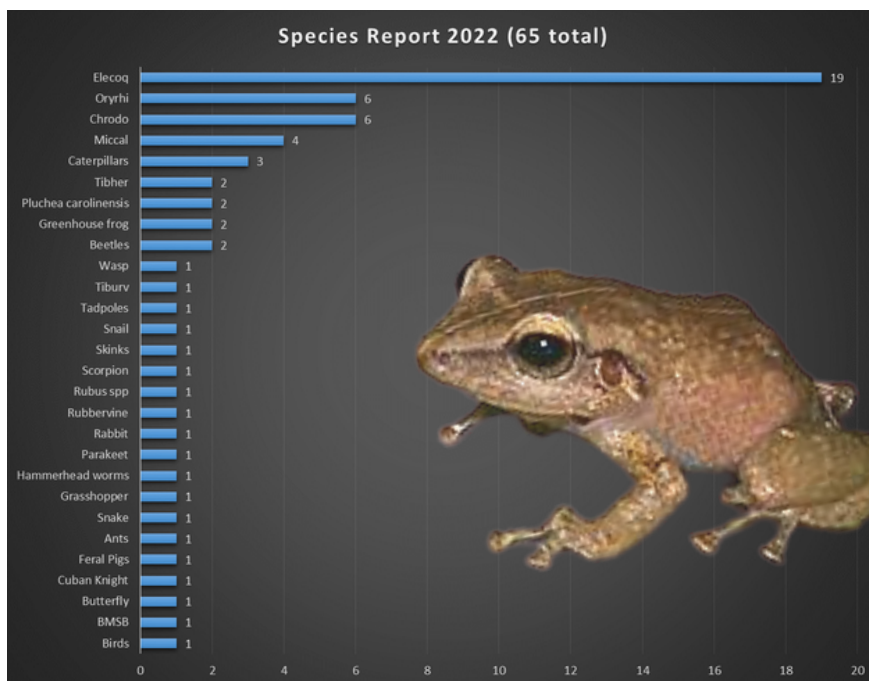 Species Report 2022 (65 total)
Elecoq 19
Oryrhi 6
Chrodo 6
Miccal 4
Caterpillars 3
Tibher 2
Pluchea carolinensis 2
Greenhouse frog 2
Beetles 2
Wasp 1
Tiburv 1
Tadpoles 1
Snail 1
Skinks 1
Scorpion 1
Rubus spp 1
Rubbervine 1
Rabbit 1
Parakeet 1
Hammerhead worms 1
Grasshopper 1
Snake 1
Ants 1
Feral Pigs 1
Cuban Knight 1
Butterfly 1
BMSB 1
Birds 1
0 2 4 6 8 10 12 14 16 18 20